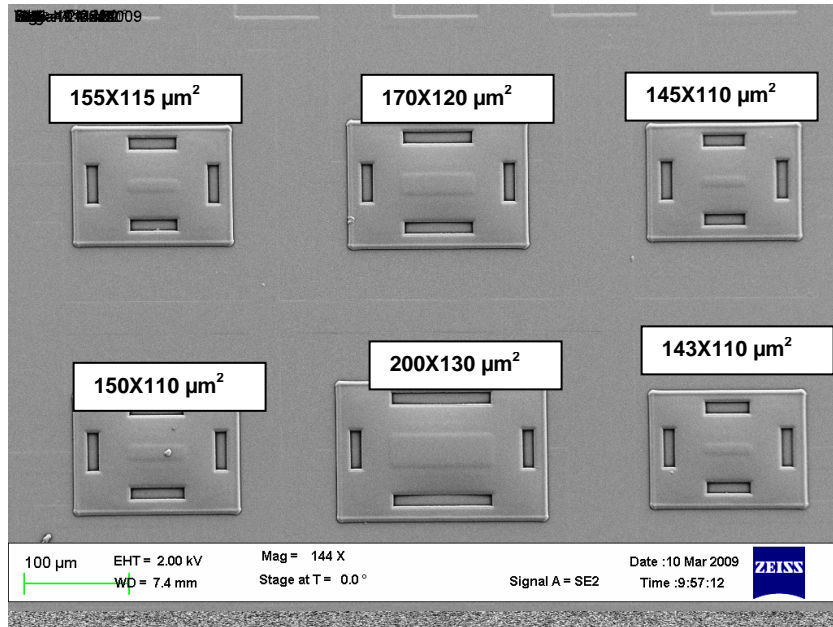 155X115 µm²
170X120 µm²
145X110 µm²
150X110 µm²
200X130 µm²
143X110 µm²
100 µm
EHT = 2.00 kV
Mag = 144 X
Date :10 Mar 2009
ZEISS
WD = 7.4 mm
Stage at T = 0.0 °
Signal A = SE2
Time :9:57:12